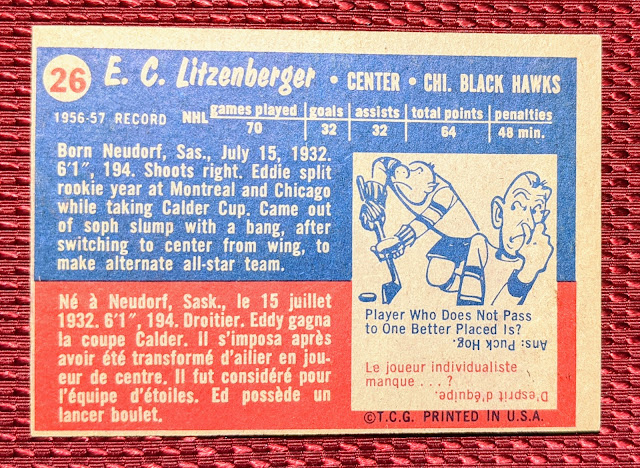 26 E. C. Litzenberger • CENTER • CHI. BLACK HAWKS
1956-57 RECORD NHL games played goals assists total points penalties
70 32 32 64 48 min.
Born Neudorf, Sas., July 15, 1932.
6'1", 194. Shoots right. Eddie split
rookie year at Montreal and Chicago
while taking Calder Cup. Came out
of soph slump with a bang, after
switching to center from wing, to
make alternate all-star team.
Né à Neudorf, Sask., le 15 juillet
1932. 6'1", 194. Droitier. Eddy gagna
la coupe Calder. Il s'imposa après
avoir été transformé d'ailier en jou-
eur de centre. Il fut considéré pour
l'équipe d'étoiles. Ed possède un
lancer boulet.
Player Who Does Not Pass
to One Better Placed Is?
Ans: Puck Hog.
Le joueur individualiste
manque . . . ?
D'esprit d'équipe.
©T.C.G. PRINTED IN U.S.A.